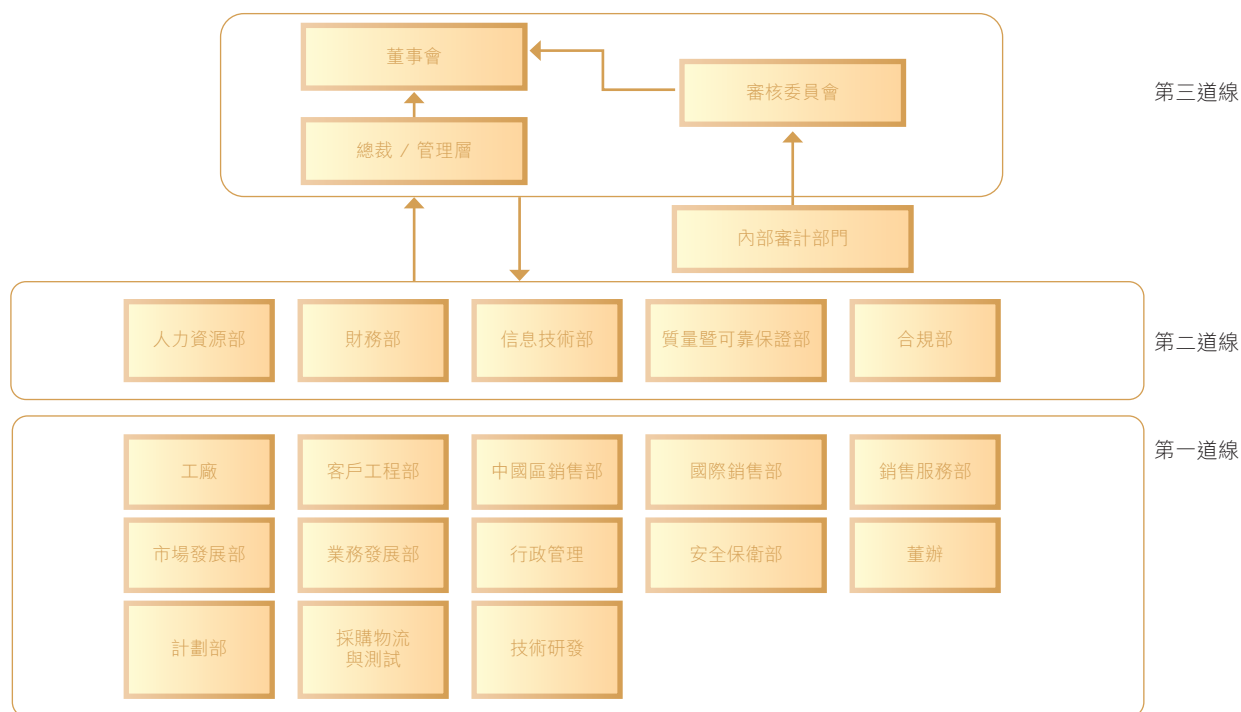 董事會
審核委員會
第三道線
總裁 / 管理層
內部審計部門
人力資源部
財務部
信息技術部
質量暨可靠保證部
合規部
第二道線
工廠
客戶工程部
中國區銷售部
國際銷售部
銷售服務部
第一道線
市場發展部
業務發展部
行政管理
安全保衛部
董辦
計劃部
採購物流
與測試
技術研發